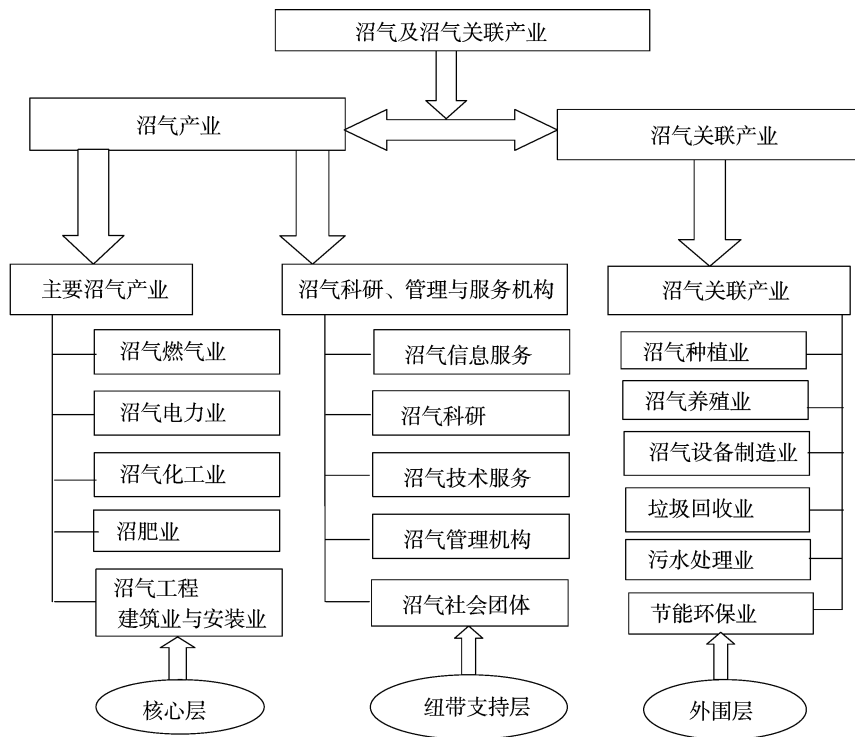 沼气及沼气关联产业
沼气产业
沼气关联产业
主要沼气产业
沼气燃气业
沼气电力业
沼气化工业
沼肥业
沼气工程
建筑业与安装业
核心层
沼气科研、管理与服务机构
沼气信息服务
沼气科研
沼气技术服务
沼气管理机构
沼气社会团体
纽带支持层
沼气关联产业
沼气种植业
沼气养殖业
沼气设备制造业
垃圾回收业
污水处理业
节能环保业
外围层